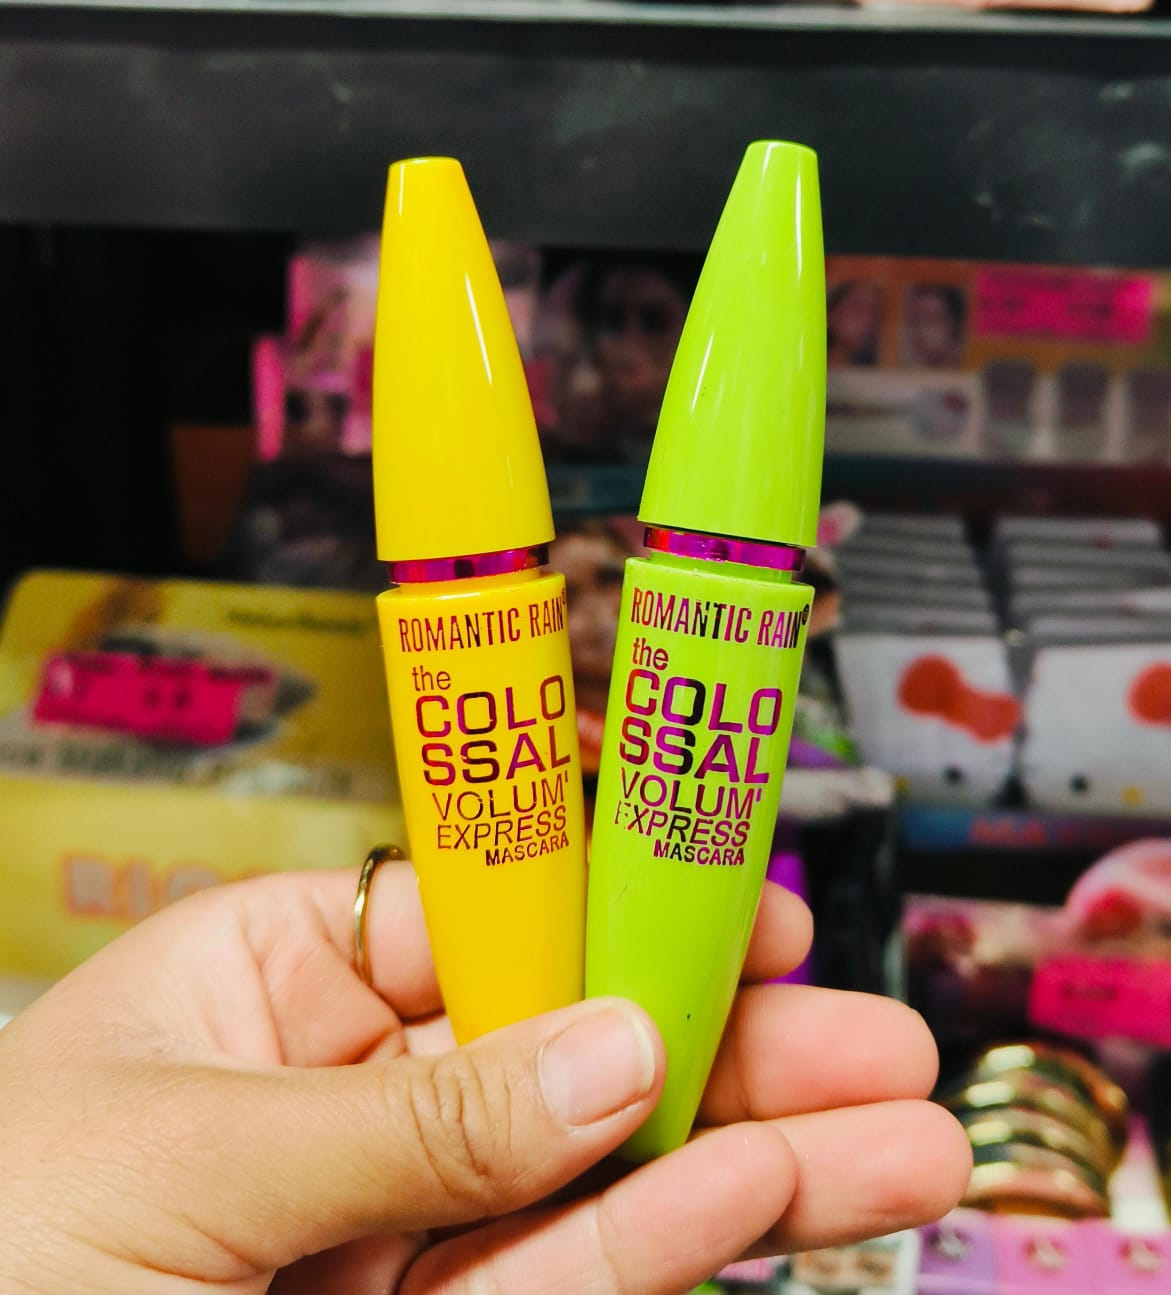 ROMANTIC RAIN®
the
COLO
SSAL
VOLUM'
EXPRESS
MASCARA
ROMANTIC RAIN®
the
COLO
SSAL
VOLUM'
EXPRESS
MASCARA